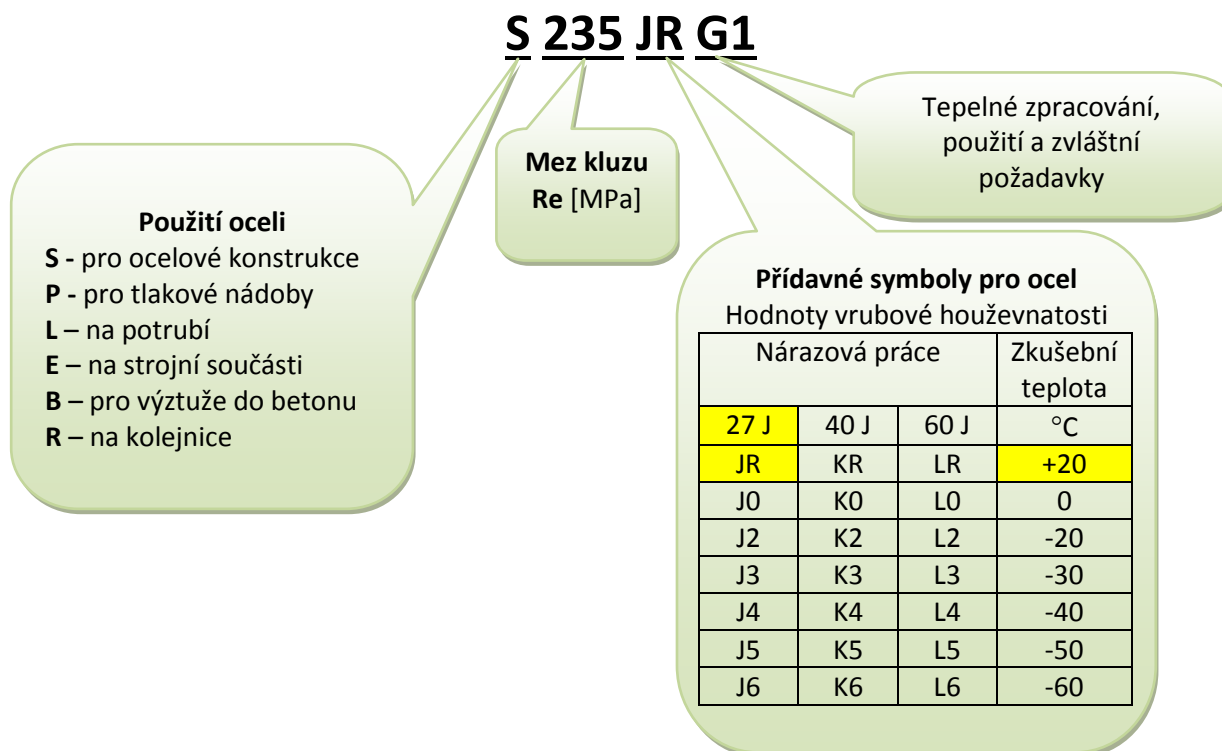 S 235 JR G1
Tepelné zpracování,
použití a zvláštní
požadavky
Mez kluzu
Re [MPa]
Použití oceli
S - pro ocelové konstrukce
P - pro tlakové nádoby
L – na potrubí
E – na strojní součásti
B – pro výztuže do betonu
R – na kolejnice
Přídavné symboly pro ocel
Hodnoty vrubové houževnatosti
Nárazová práce Zkušební
teplota
27 J 40 J 60 J °C
JR KR LR +20
J0 K0 L0 0
J2 K2 L2 -20
J3 K3 L3 -30
J4 K4 L4 -40
J5 K5 L5 -50
J6 K6 L6 -60